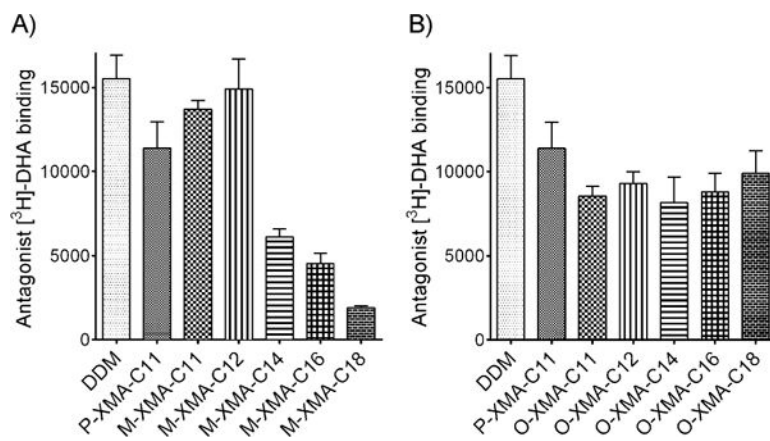 A)
Antagonist [³H]-DHA binding
15000
10000
5000
0
DDM
P-XMA-C11
M-XMA-C11
M-XMA-C12
M-XMA-C14
M-XMA-C16
M-XMA-C18
B)
Antagonist [³H]-DHA binding
15000
10000
5000
0
DDM
P-XMA-C11
O-XMA-C11
O-XMA-C12
O-XMA-C14
O-XMA-C16
O-XMA-C18